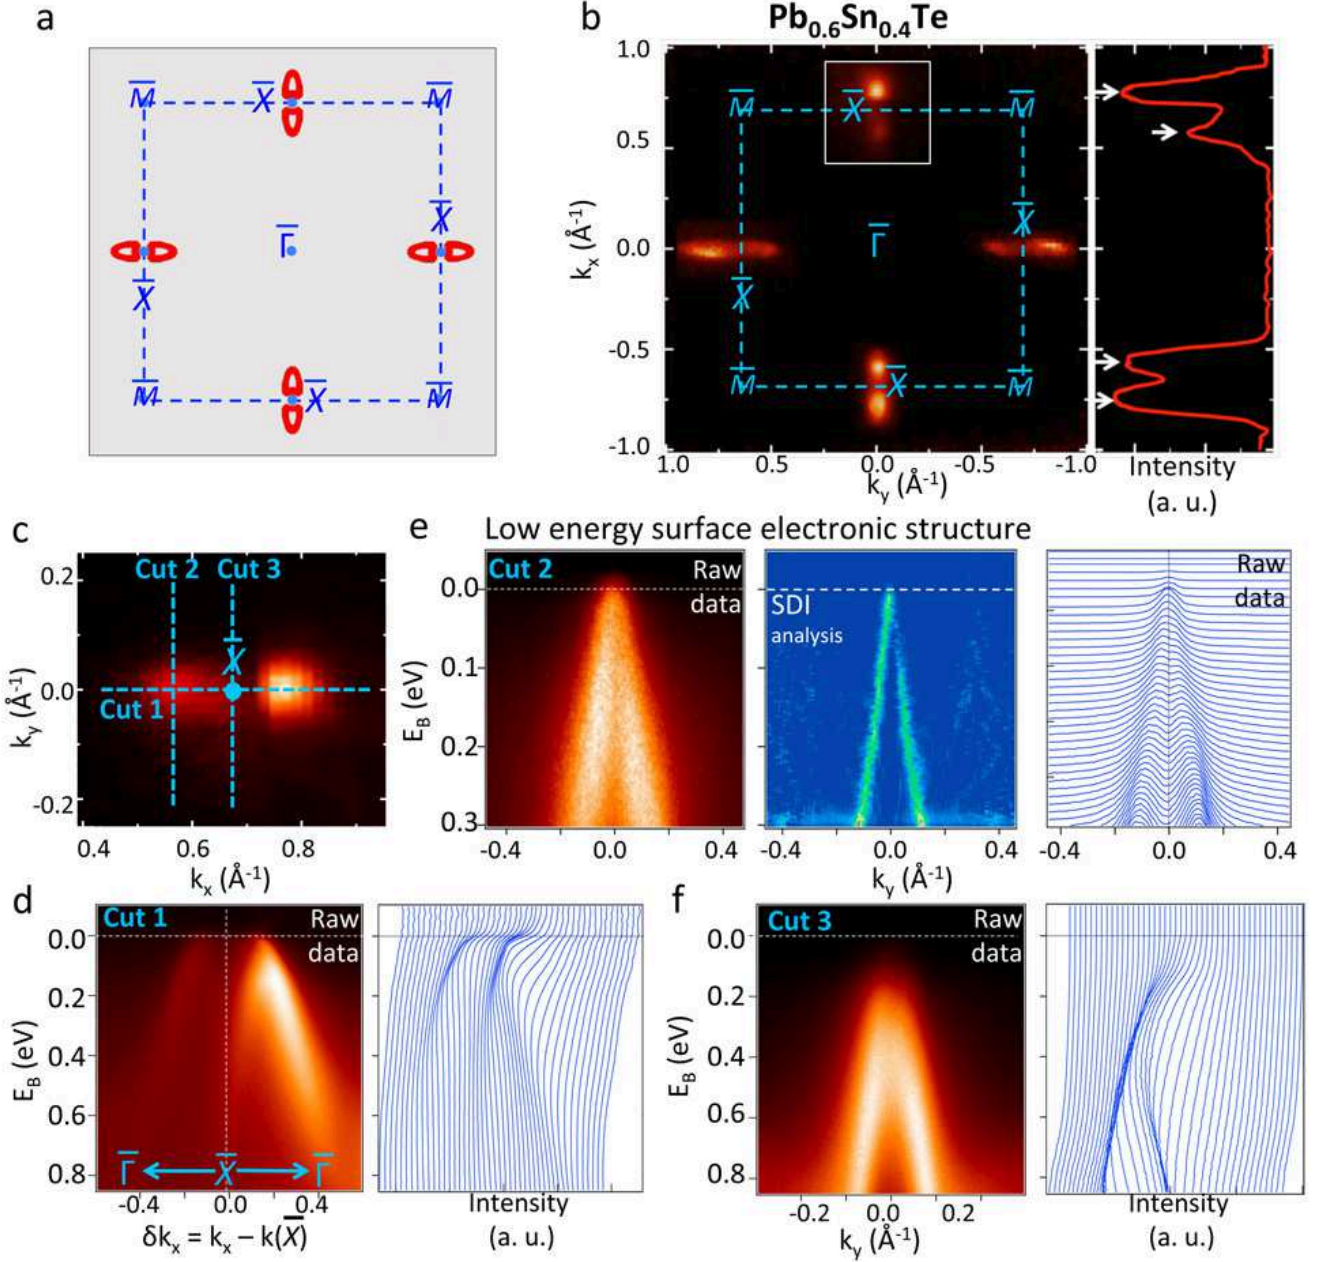 a
M̅ X̅ M̅
X̅
Γ̅
X̅
M̅ X̅ M̅
b Pb₀.₆Sn₀.₄Te
1.0
0.5
0.0
-0.5
-1.0
kₓ (Å⁻¹)
M̅ X̅ M̅
X̅
Γ̅
X̅
M̅ X̅ M̅
1.0 0.5 0.0 -0.5 -1.0
k_y (Å⁻¹)
Intensity
(a. u.)
c
Cut 2 Cut 3
X̅
Cut 1
0.2
0.0
-0.2
k_y (Å⁻¹)
0.4 0.6 0.8
kₓ (Å⁻¹)
e Low energy surface electronic structure
Cut 2 Raw
data
SDI
analysis
Raw
data
0.0
0.1
0.2
0.3
E_B (eV)
-0.4 0.0 0.4
-0.4 0.0 0.4
k_y (Å⁻¹)
-0.4 0.0 0.4
d
Cut 1 Raw
data
0.0
0.2
0.4
0.6
0.8
E_B (eV)
Γ̅ X̅ Γ̅
-0.4 0.0 0.4
δkₓ = kₓ – k(X̅)
Intensity
(a. u.)
f
Cut 3 Raw
data
0.0
0.2
0.4
0.6
0.8
E_B (eV)
-0.2 0.0 0.2
k_y (Å⁻¹)
Intensity
(a. u.)